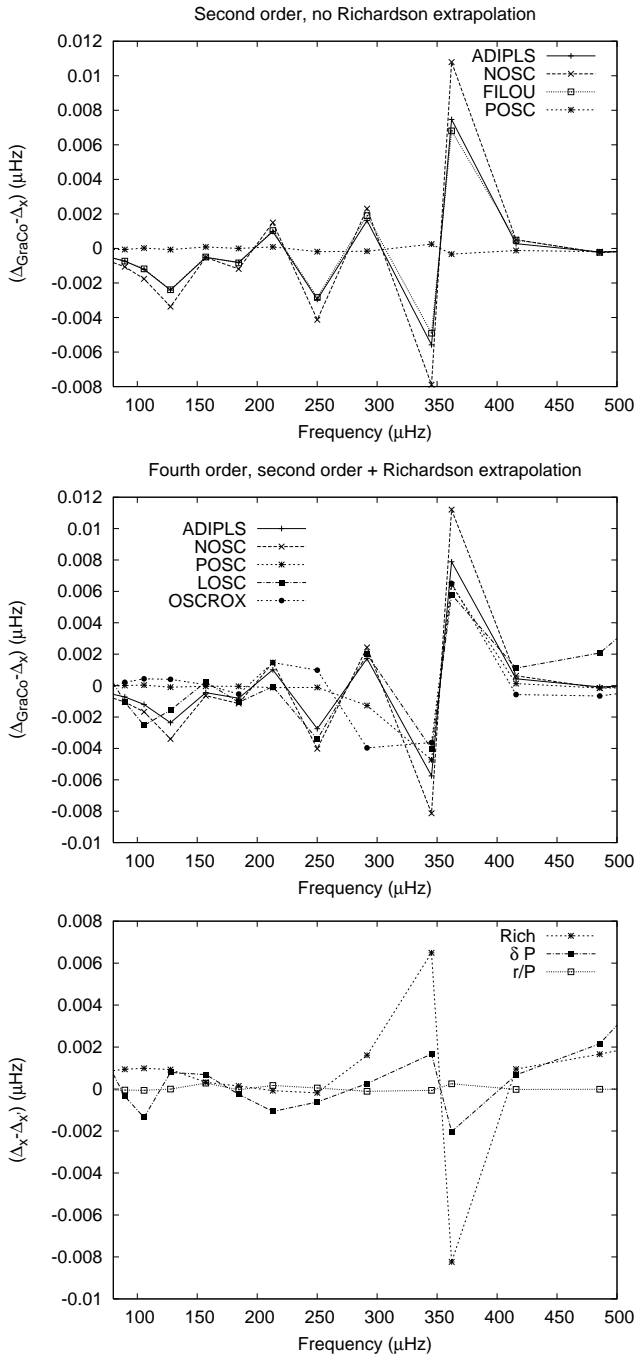 Second order, no Richardson extrapolation
0.012
0.01
0.008
0.006
0.004
0.002
0
-0.002
-0.004
-0.006
-0.008
(Δ_GraCo-Δ_x) (μHz)
ADIPLS
NOSC
FILOU
POSC
100 150 200 250 300 350 400 450 500
Frequency (μHz)
Fourth order, second order + Richardson extrapolation
0.012
0.01
0.008
0.006
0.004
0.002
0
-0.002
-0.004
-0.006
-0.008
-0.01
(Δ_GraCo-Δ_x) (μHz)
ADIPLS
NOSC
POSC
LOSC
OSCROX
100 150 200 250 300 350 400 450 500
Frequency (μHz)
0.008
0.006
0.004
0.002
0
-0.002
-0.004
-0.006
-0.008
-0.01
(Δ_x-Δ_x') (μHz)
Rich
δ P
r/P
100 150 200 250 300 350 400 450 500
Frequency (μHz)